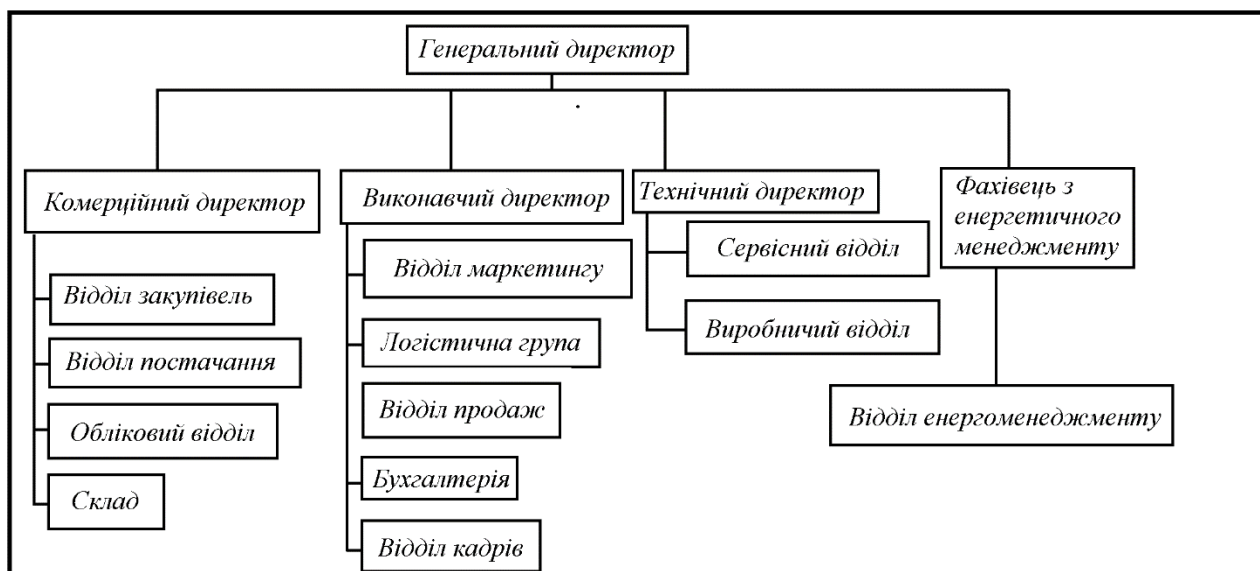 Генеральний директор
Комерційний директор
Відділ закупівель
Відділ постачання
Обліковий відділ
Склад
Виконавчий директор
Відділ маркетингу
Логістична група
Відділ продаж
Бухгалтерія
Відділ кадрів
Технічний директор
Сервісний відділ
Виробничий відділ
Фахівець з
енергетичного
менеджменту
Відділ енергоменеджменту